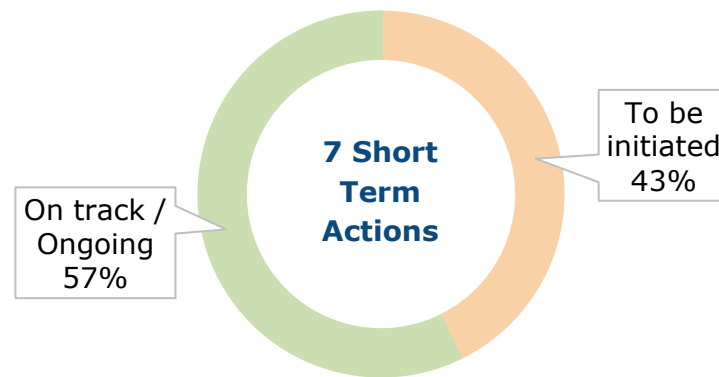 7 Short
Term
Actions
To be
initiated
43%
On track /
Ongoing
57%